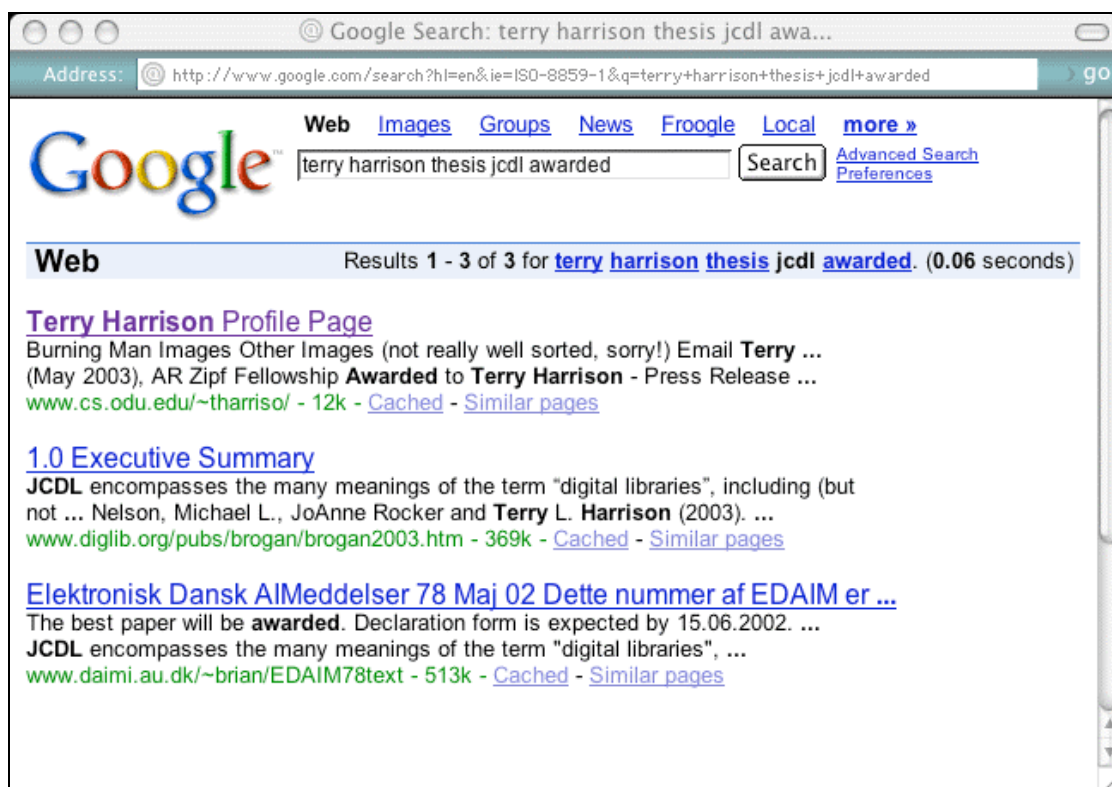 Google Search: terry harrison thesis jcdl awa...
Address: http://www.google.com/search?hl=en&ie=ISO-8859-1&q=terry+harrison+thesis+jcdl+awarded go
Web Images Groups News Froogle Local more »
Google™ terry harrison thesis jcdl awarded Search Advanced Search
Preferences
Web Results 1 - 3 of 3 for terry harrison thesis jcdl awarded. (0.06 seconds)
Terry Harrison Profile Page
Burning Man Images Other Images (not really well sorted, sorry!) Email Terry ...
(May 2003), AR Zipf Fellowship Awarded to Terry Harrison - Press Release ...
www.cs.odu.edu/~tharriso/ - 12k - Cached - Similar pages
1.0 Executive Summary
JCDL encompasses the many meanings of the term “digital libraries”, including (but
not ... Nelson, Michael L., JoAnne Rocker and Terry L. Harrison (2003). ...
www.diglib.org/pubs/brogan/brogan2003.htm - 369k - Cached - Similar pages
Elektronisk Dansk AIMeddelser 78 Maj 02 Dette nummer af EDAIM er ...
The best paper will be awarded. Declaration form is expected by 15.06.2002. ...
JCDL encompasses the many meanings of the term "digital libraries", ...
www.daimi.au.dk/~brian/EDAIM78text - 513k - Cached - Similar pages